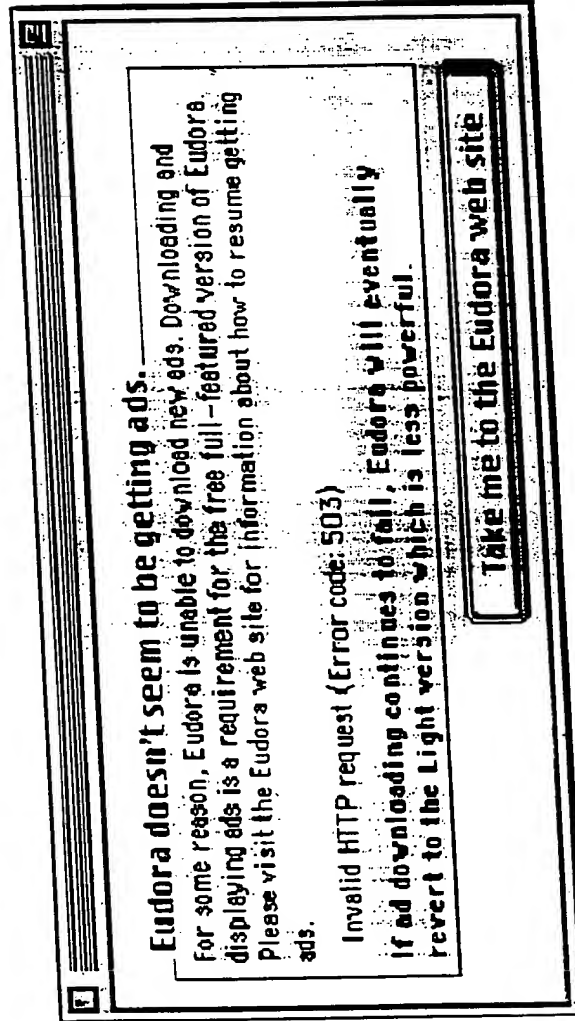 Eudora doesn't seem to be getting ads.
For some reason, Eudora is unable to download new ads. Downloading and
displaying ads is a requirement for the free full-featured version of Eudora.
Please visit the Eudora web site for information about how to resume getting
ads.
Invalid HTTP request {Error code: 503}
If ad downloading continues to fail, Eudora will eventually
revert to the Light version which is less powerful.
Take me to the Eudora web site